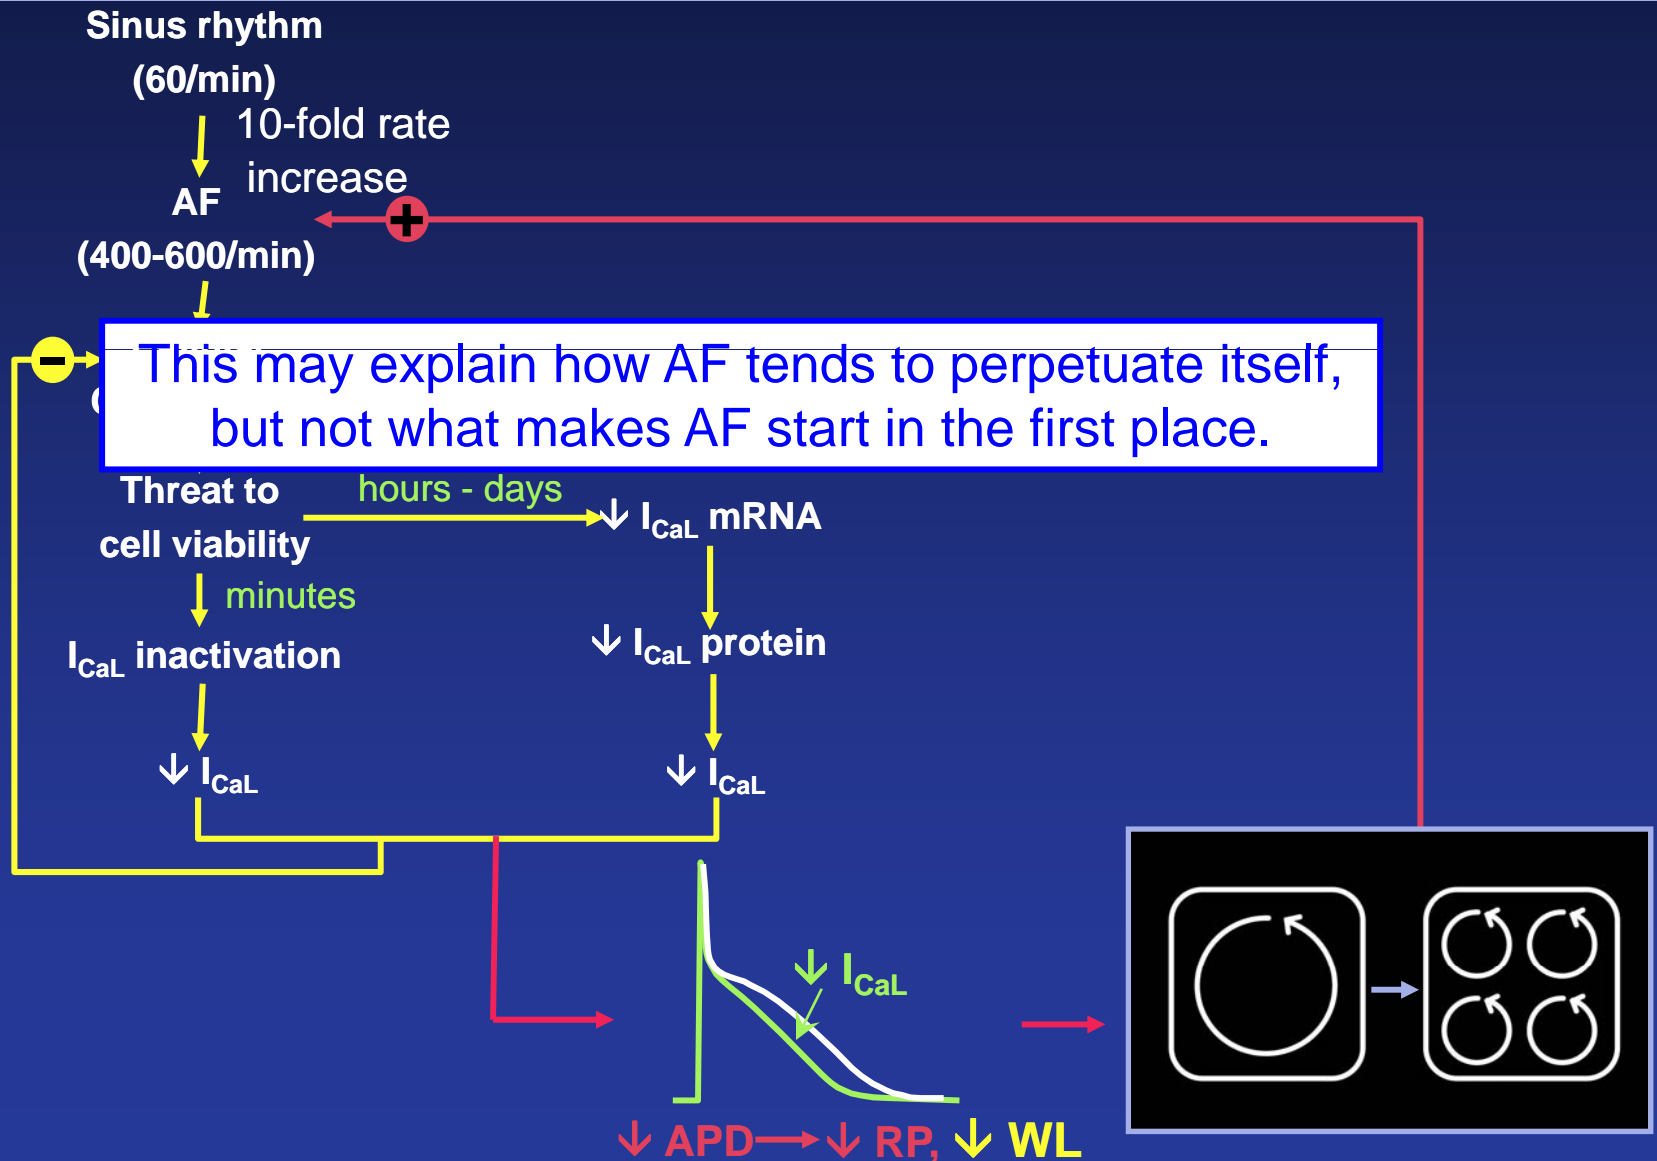 Sinus rhythm
(60/min)
10-fold rate
increase
AF
(400-600/min)
+
-
This may explain how AF tends to perpetuate itself,
but not what makes AF start in the first place.
Threat to
cell viability
hours - days
↓ ICaL mRNA
minutes
ICaL inactivation
↓ ICaL protein
↓ ICaL
↓ ICaL
↓ ICaL
↓ APD → ↓ RP, ↓ WL